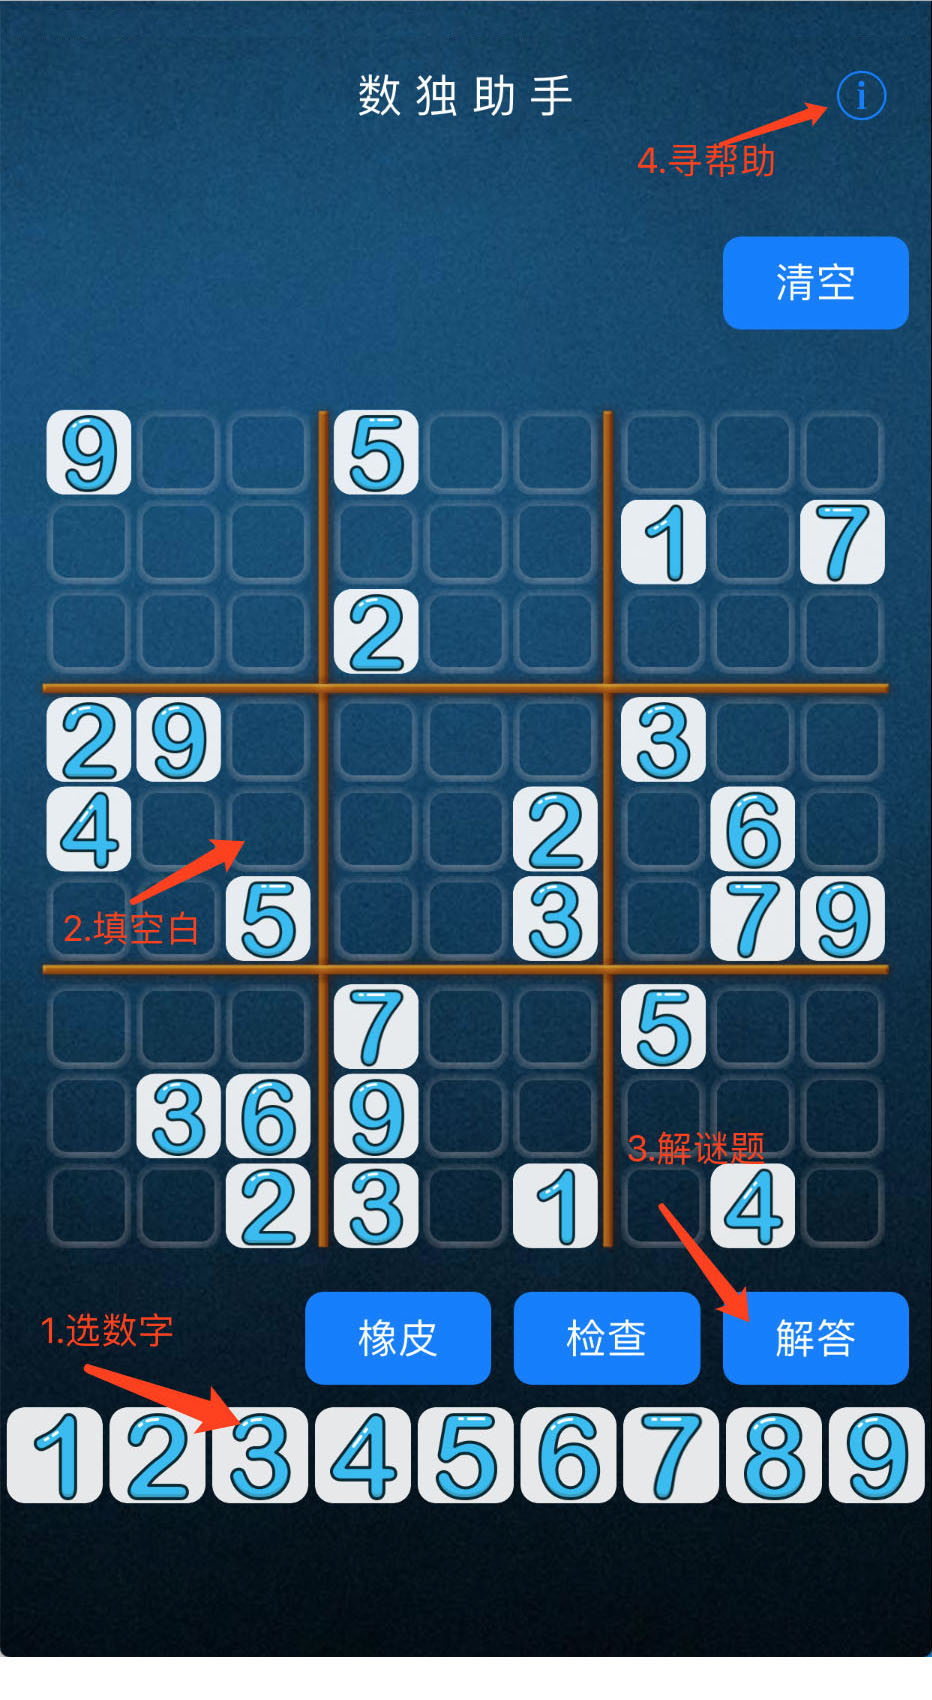 数独助手
i
4.寻帮助
清空
9 5
1 7
2
2 9 3
4 2 6
2.填空白
5 3 7 9
7 5
3 6 9
3.解谜题
2 3 1 4
1.选数字
橡皮 检查 解答
1 2 3 4 5 6 7 8 9